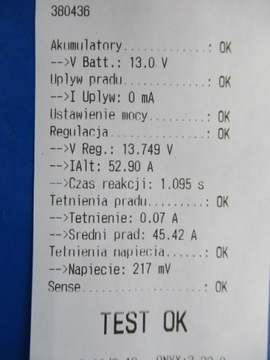 380436
Akumulatory...........: OK
-->V Batt.: 13.0 V
Uplyw pradu...........: OK
-->I Uplyw: 0 mA
Ustawienie mocy.......: OK
Regulacja.............: OK
-->V Reg.: 13.749 V
-->IAlt: 52.90 A
-->Czas reakcji: 1.095 s
Tetnienia pradu.......: OK
-->Tetnienie: 0.07 A
-->Sredni prad: 45.42 A
Tetnienia napiecia....: OK
-->Napiecie: 217 mV
Sense.................: OK
TEST OK